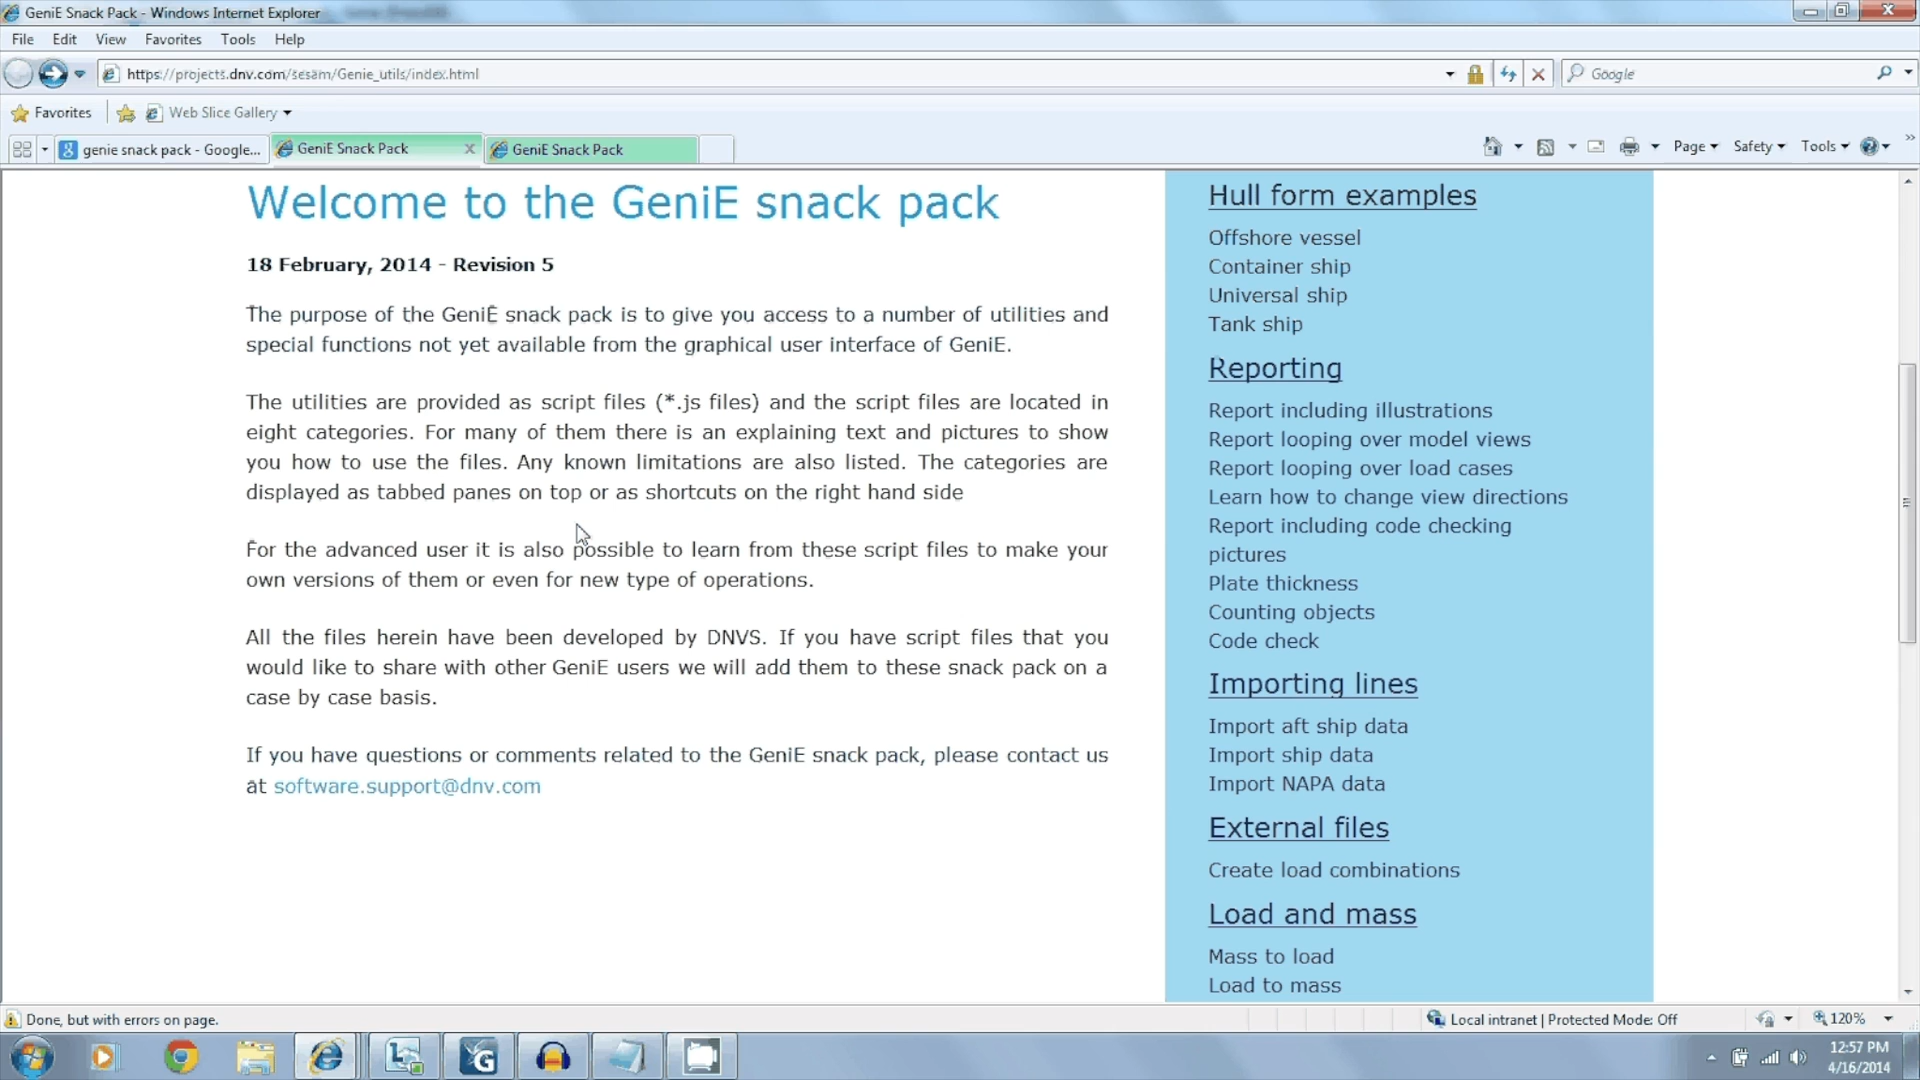 GeniE Snack Pack - Windows Internet Explorer
File Edit View Favorites Tools Help
https://projects.dnv.com/sesam/Genie_utils/index.html
Google
Favorites
Web Slice Gallery
genie snack pack - Google...
GeniE Snack Pack
GeniE Snack Pack
Page Safety Tools
Welcome to the GeniE snack pack
18 February, 2014 - Revision 5
The purpose of the GeniE snack pack is to give you access to a number of utilities and
special functions not yet available from the graphical user interface of GeniE.
The utilities are provided as script files (*.js files) and the script files are located in
eight categories. For many of them there is an explaining text and pictures to show
you how to use the files. Any known limitations are also listed. The categories are
displayed as tabbed panes on top or as shortcuts on the right hand side
For the advanced user it is also possible to learn from these script files to make your
own versions of them or even for new type of operations.
All the files herein have been developed by DNVS. If you have script files that you
would like to share with other GeniE users we will add them to these snack pack on a
case by case basis.
If you have questions or comments related to the GeniE snack pack, please contact us
at software.support@dnv.com
Hull form examples
Offshore vessel
Container ship
Universal ship
Tank ship
Reporting
Report including illustrations
Report looping over model views
Report looping over load cases
Learn how to change view directions
Report including code checking
pictures
Plate thickness
Counting objects
Code check
Importing lines
Import aft ship data
Import ship data
Import NAPA data
External files
Create load combinations
Load and mass
Mass to load
Load to mass
Done, but with errors on page.
Local intranet | Protected Mode: Off
120%
12:57 PM
4/16/2014